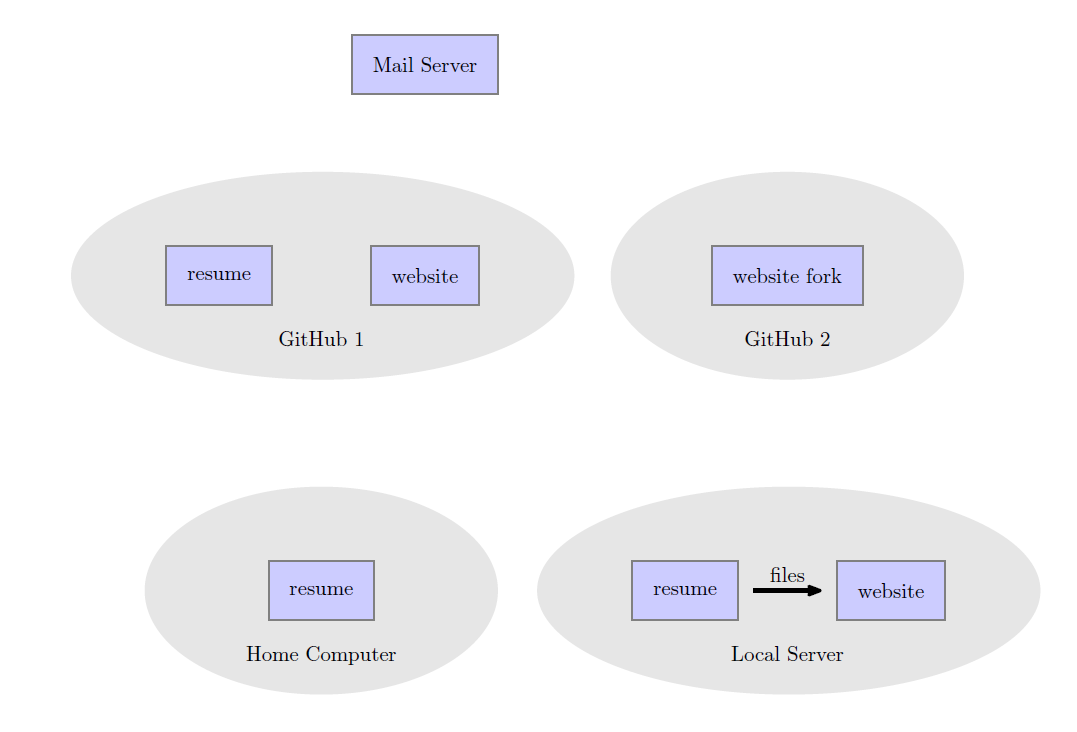 Mail Server
resume
website
GitHub 1
website fork
GitHub 2
resume
Home Computer
resume
files
website
Local Server